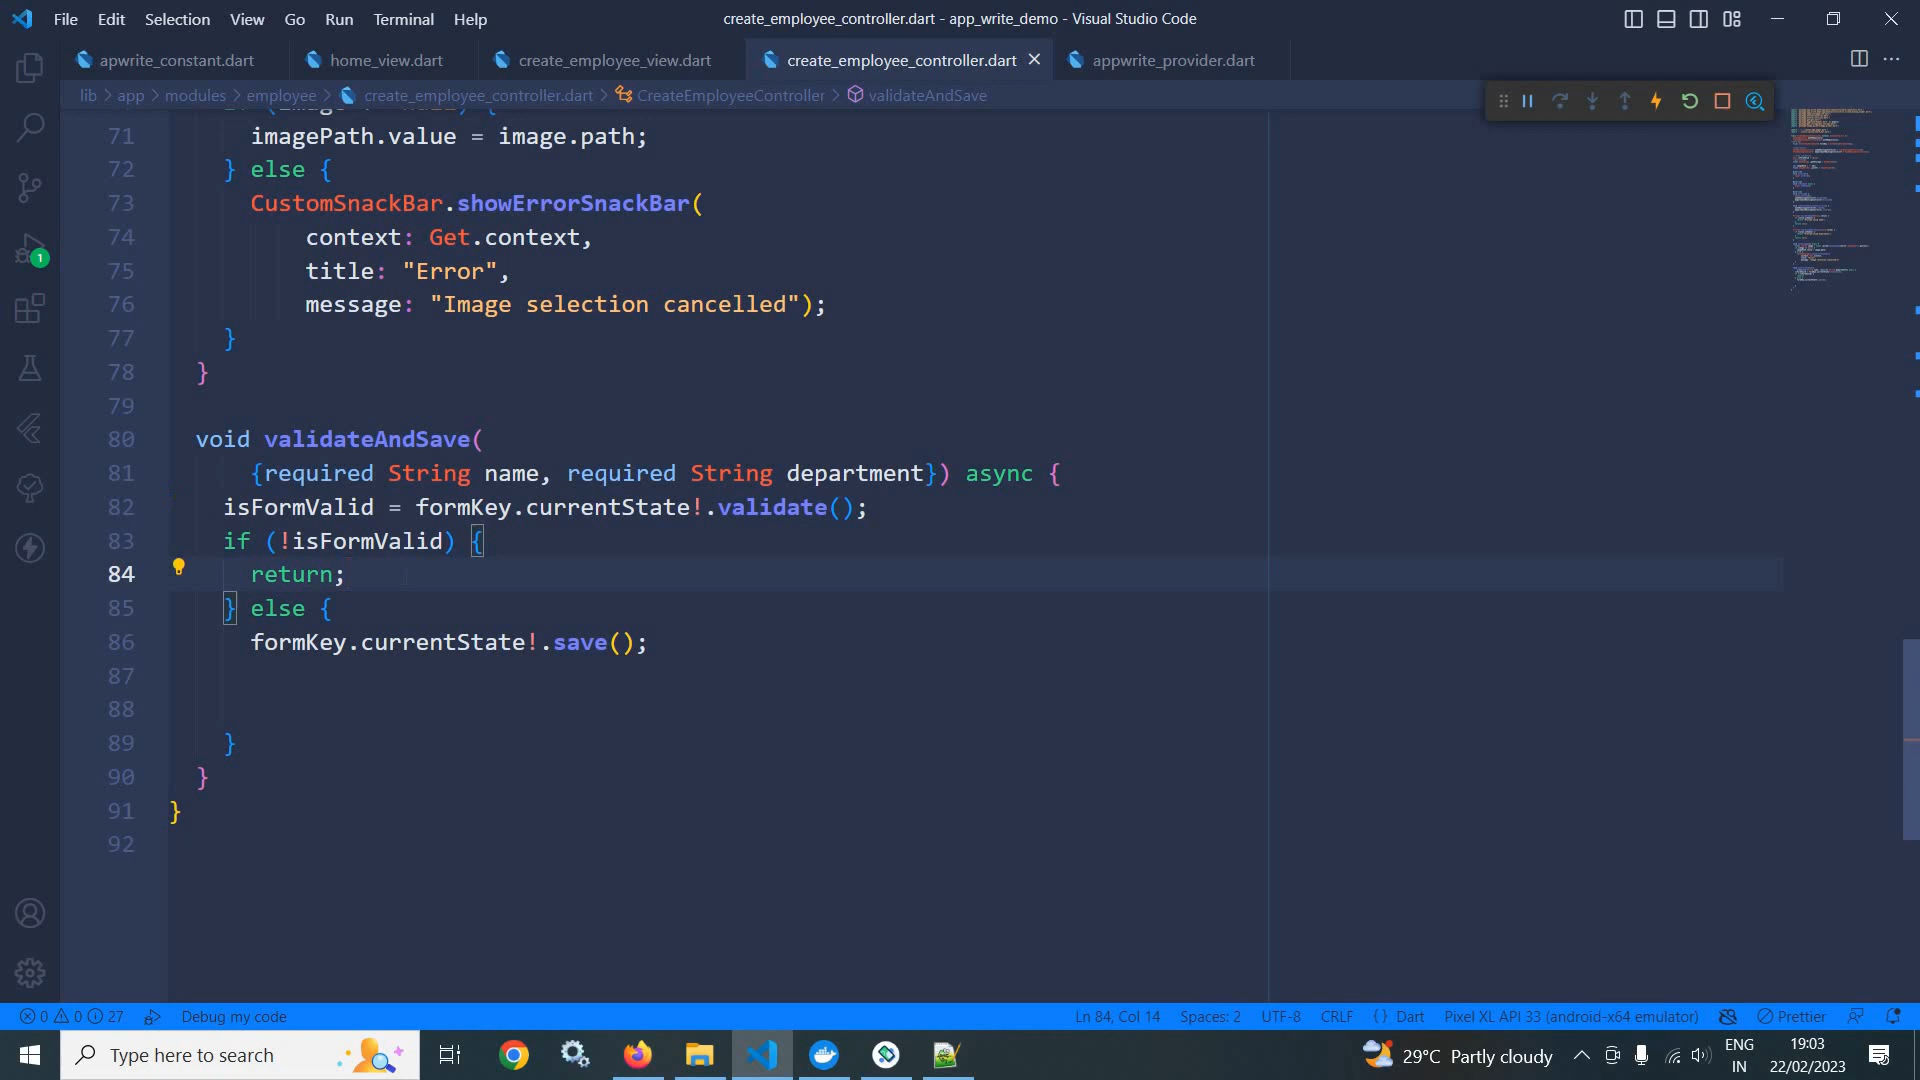 File Edit Selection View Go Run Terminal Help
create_employee_controller.dart - app_write_demo - Visual Studio Code
apwrite_constant.dart home_view.dart create_employee_view.dart create_employee_controller.dart appwrite_provider.dart
lib > app > modules > employee > create_employee_controller.dart > CreateEmployeeController > validateAndSave
71 imagePath.value = image.path;
72 } else {
73 CustomSnackBar.showErrorSnackBar(
74 context: Get.context,
75 title: "Error",
76 message: "Image selection cancelled");
77 }
78 }
79
80 void validateAndSave(
81 {required String name, required String department}) async {
82 isFormValid = formKey.currentState!.validate();
83 if (!isFormValid) {
84 return;
85 } else {
86 formKey.currentState!.save();
87
88
89 }
90 }
91 }
92
1
0 0 27 Debug my code Ln 84, Col 14 Spaces: 2 UTF-8 CRLF {} Dart Pixel XL API 33 (android-x64 emulator) Prettier
Type here to search
29°C Partly cloudy
ENG
IN
19:03
22/02/2023